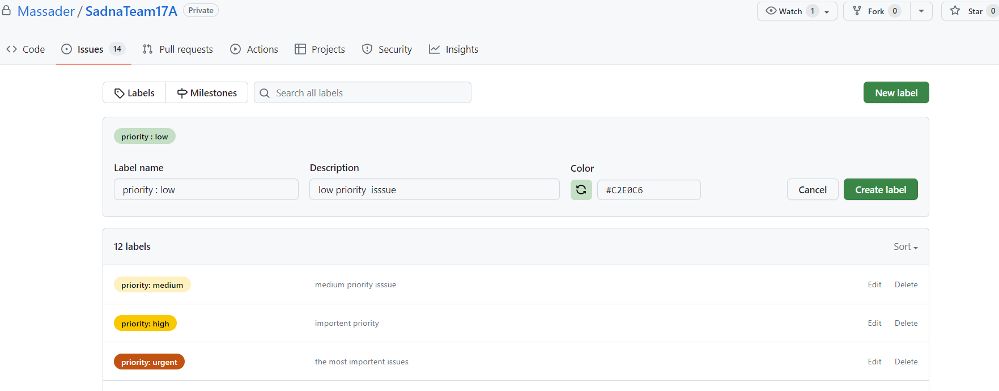 Massader / SadnaTeam17A Private Watch 1 Fork 0 Star 0
Code Issues 14 Pull requests Actions Projects Security Insights
Labels Milestones Search all labels New label
priority : low
Label name Description Color
priority : low low priority  isssue #C2E0C6 Cancel Create label
12 labels Sort
priority: medium medium priority isssue Edit Delete
priority: high importent priority Edit Delete
priority: urgent the most importent issues Edit Delete